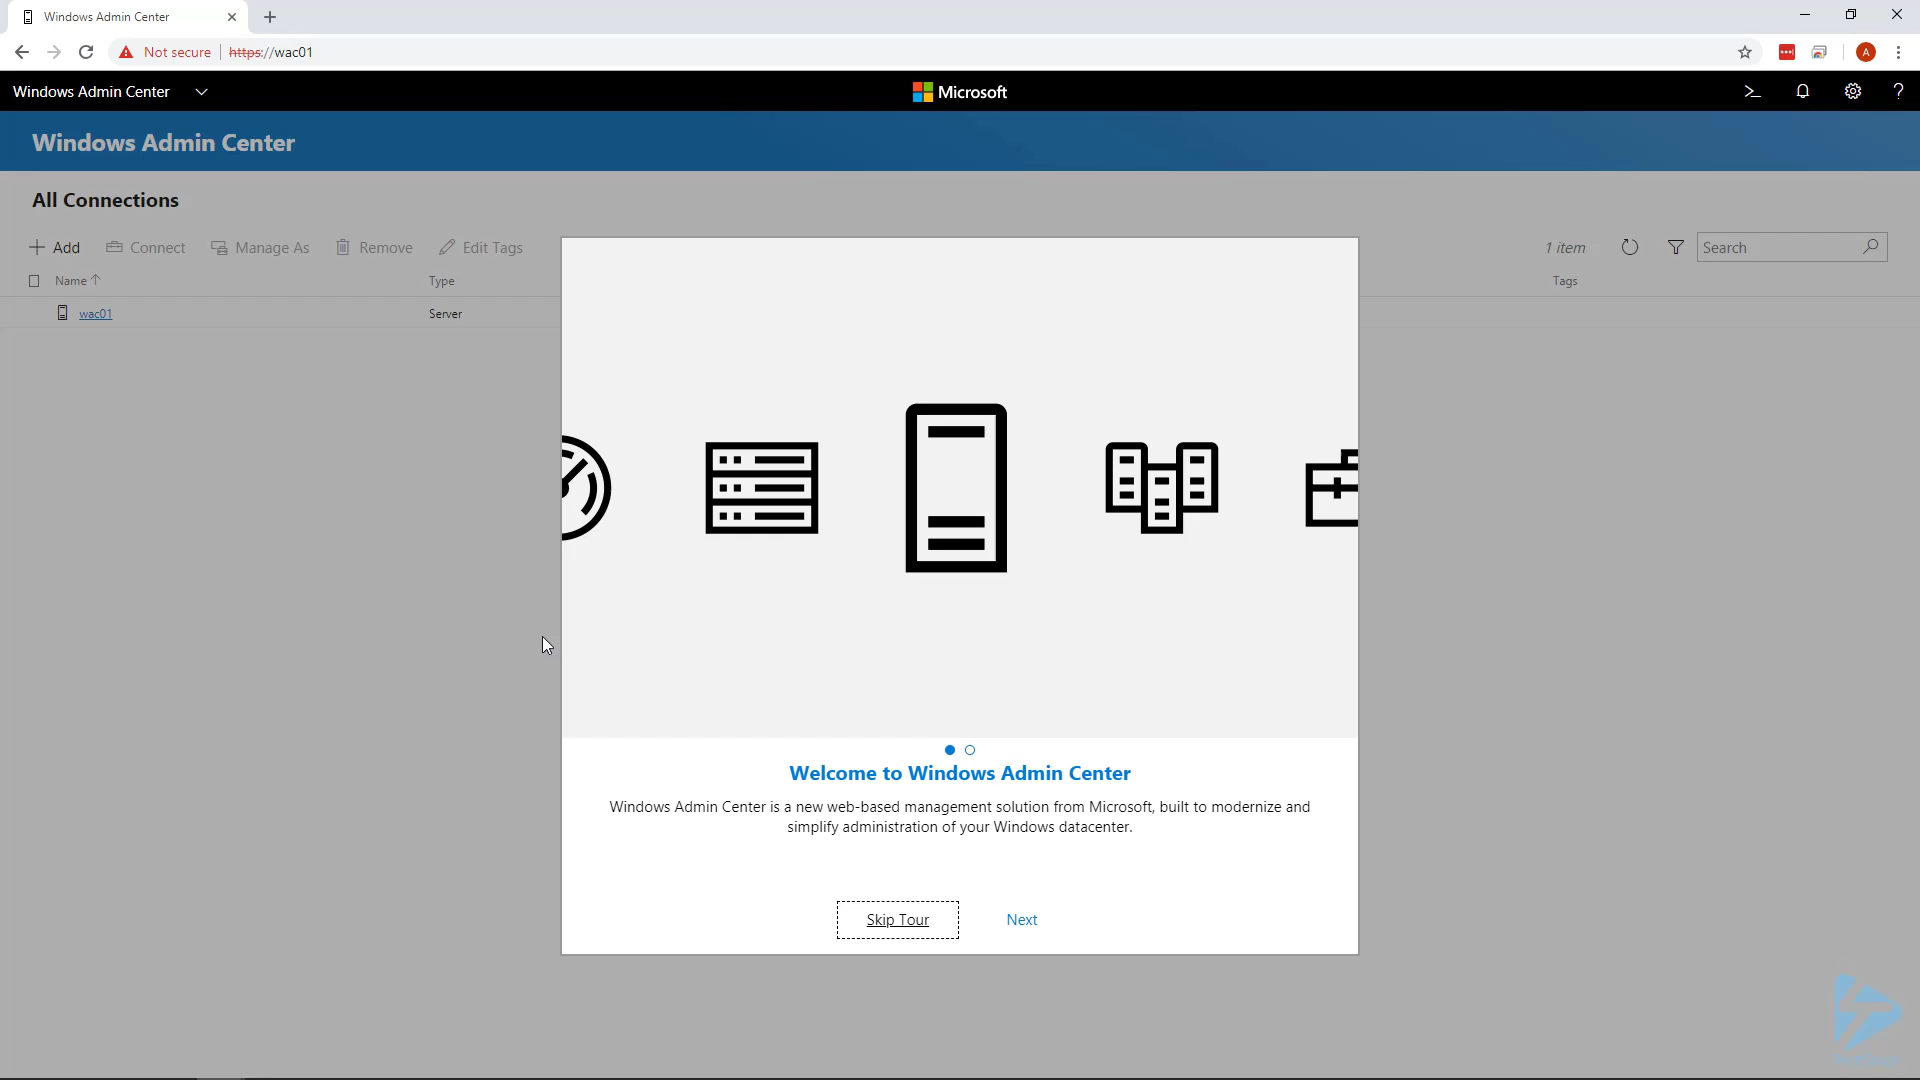 Windows Admin Center
Not secure
https://wac01
A
Windows Admin Center
Microsoft
?
Windows Admin Center
All Connections
Add
Connect
Manage As
Remove
Edit Tags
1 item
Search
Name
Type
Tags
wac01
Server
Welcome to Windows Admin Center
Windows Admin Center is a new web-based management solution from Microsoft, built to modernize and
simplify administration of your Windows datacenter.
Skip Tour
Next